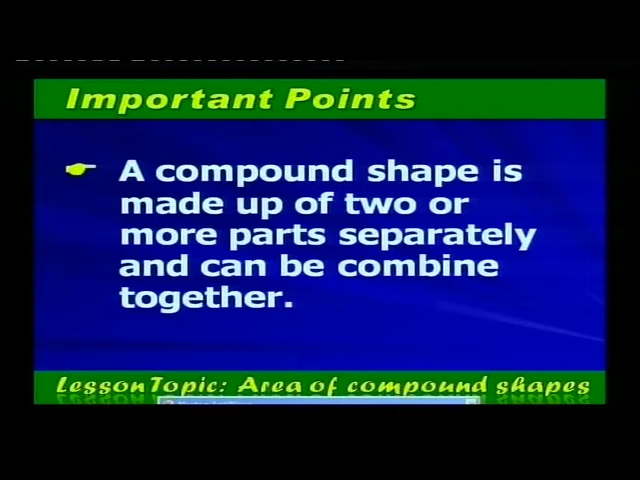 Important Points
A compound shape is
made up of two or
more parts separately
and can be combine
together.
Lesson Topic: Area of compound shapes